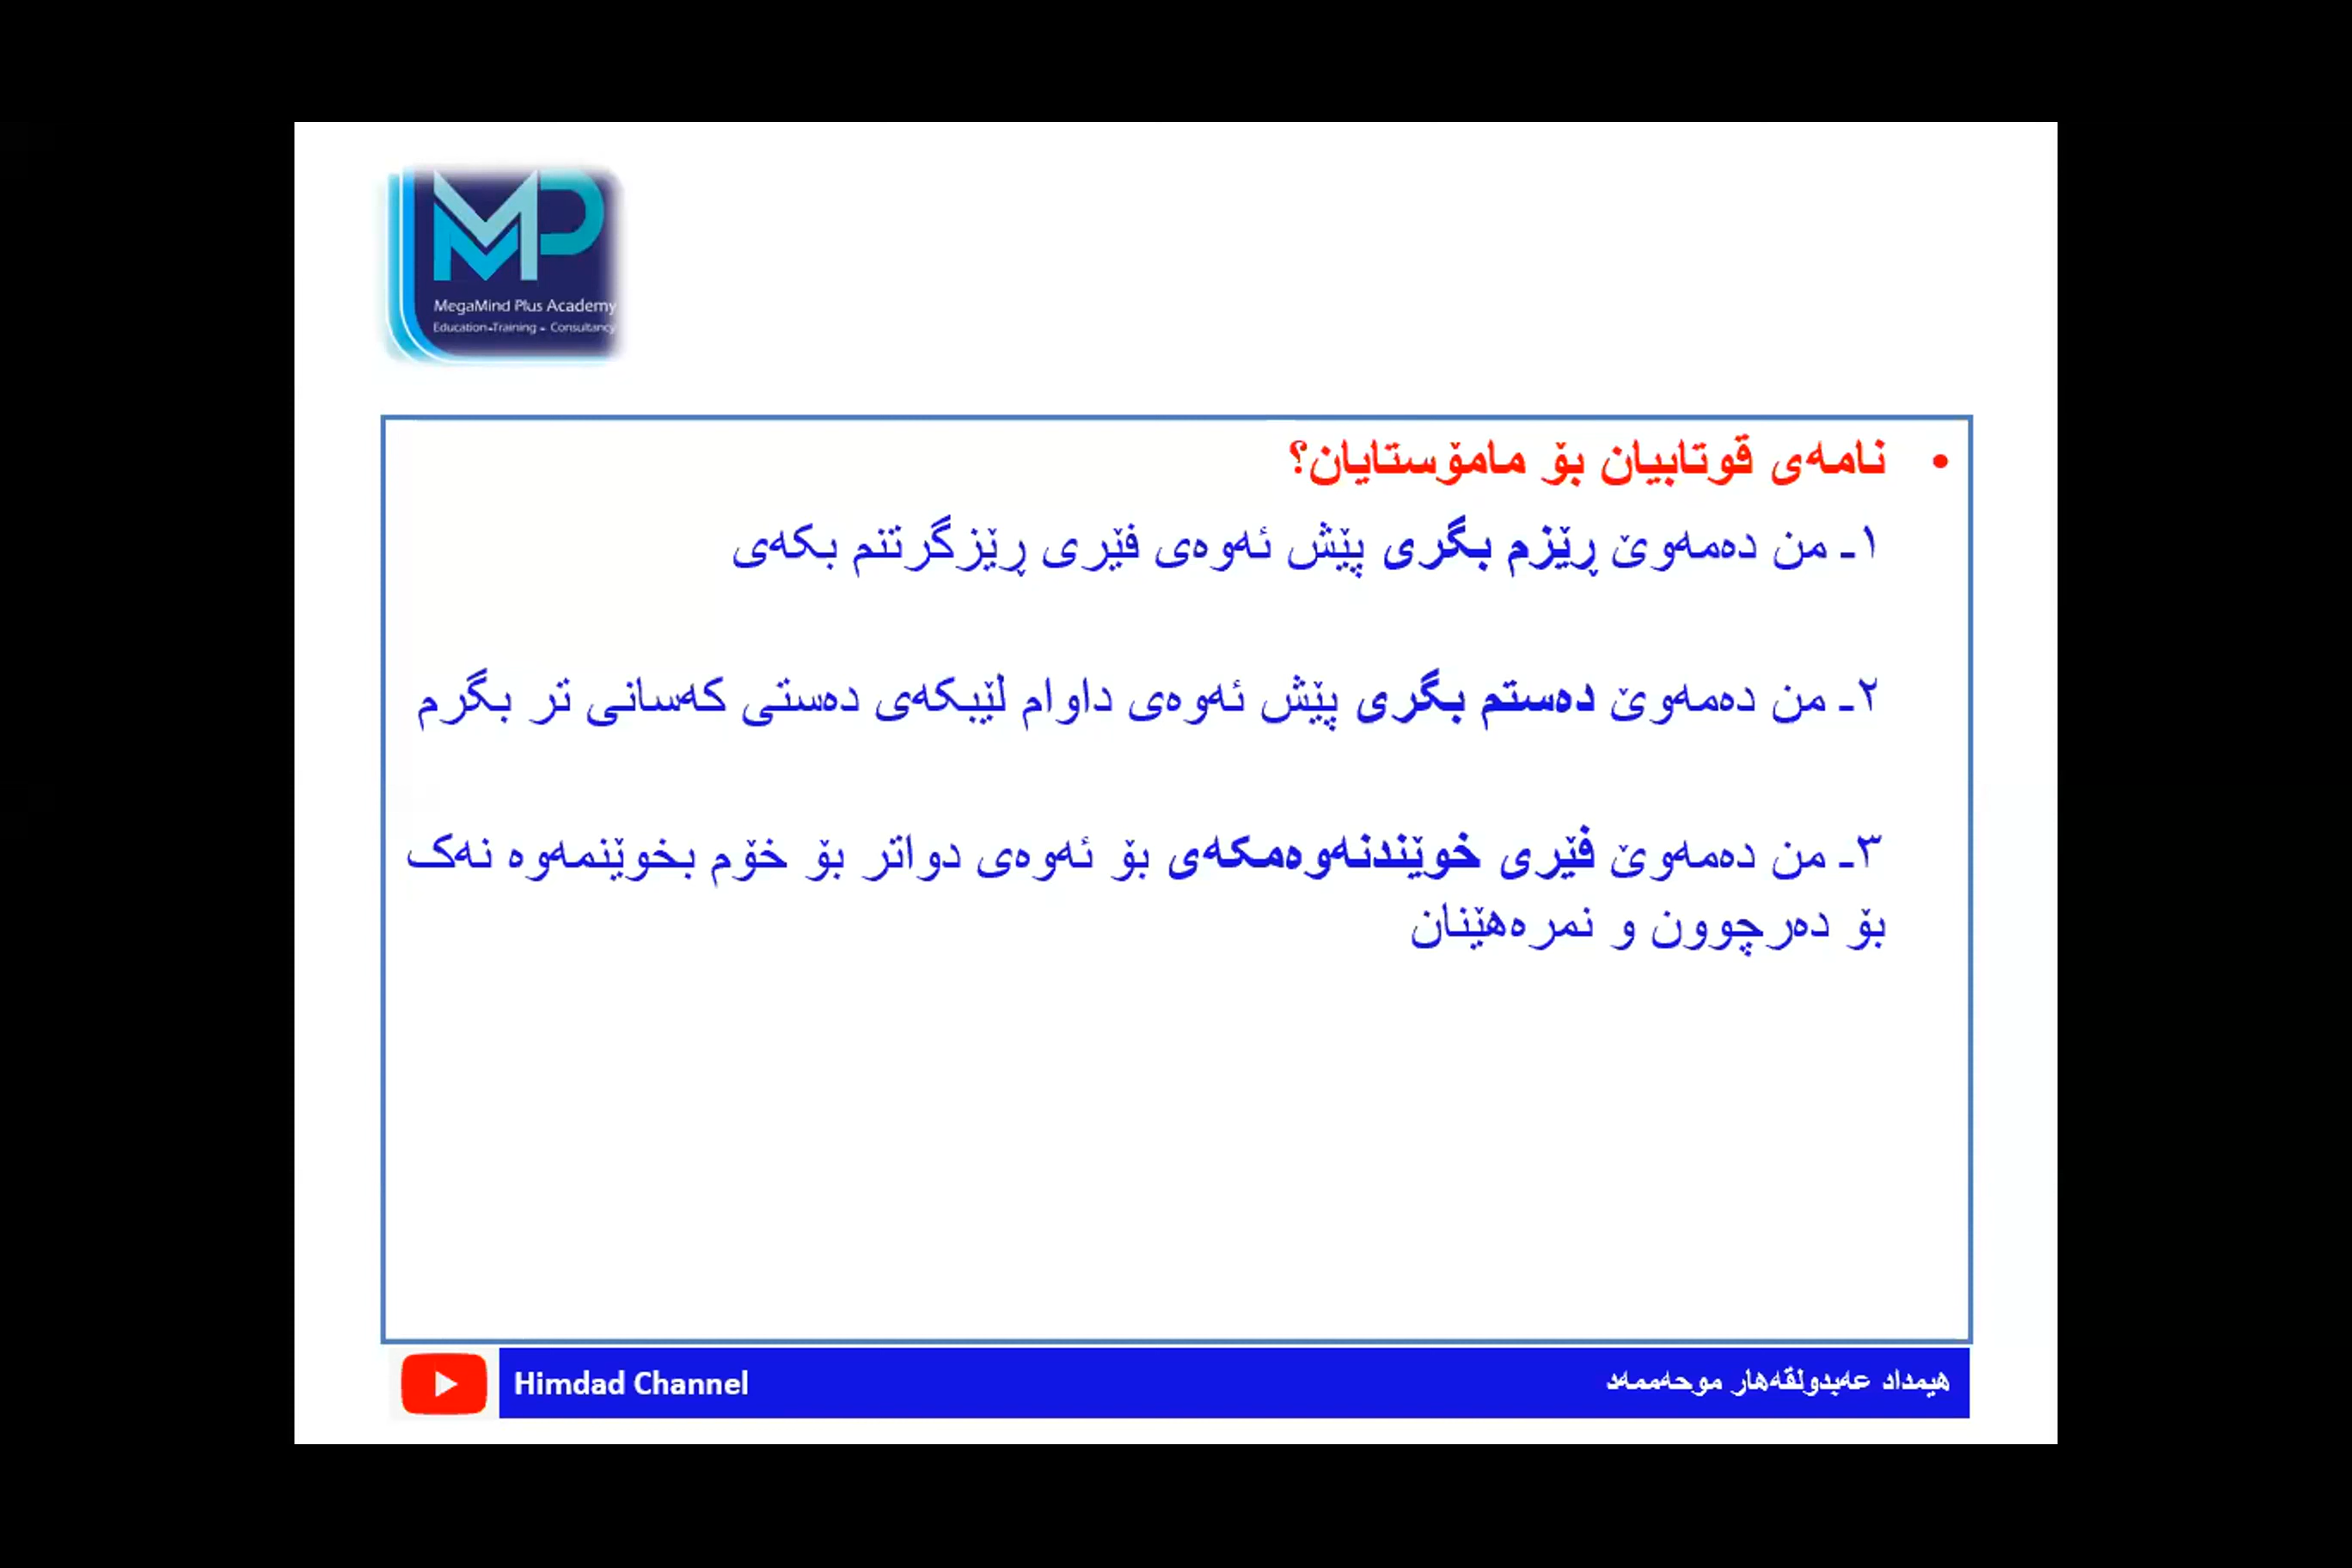 MP
MegaMind Plus Academy
Education-Training - Consultancy
• نامەی قوتابیان بۆ مامۆستایان؟
١ـ من دەمەوێ ڕێزم بگری پێش ئەوەی فێری ڕێزگرتنم بکەی
٢ـ من دەمەوێ دەستم بگری پێش ئەوەی داوام لێبکەی دەستی کەسانی تر بگرم
٣ـ من دەمەوێ فێری خوێندنەوەمکەی بۆ ئەوەی دواتر بۆ خۆم بخوێنمەوە نەک
بۆ دەرچوون و نمرەهێنان
Himdad Channel
هیمداد عەبدولقەهار موحەممەد